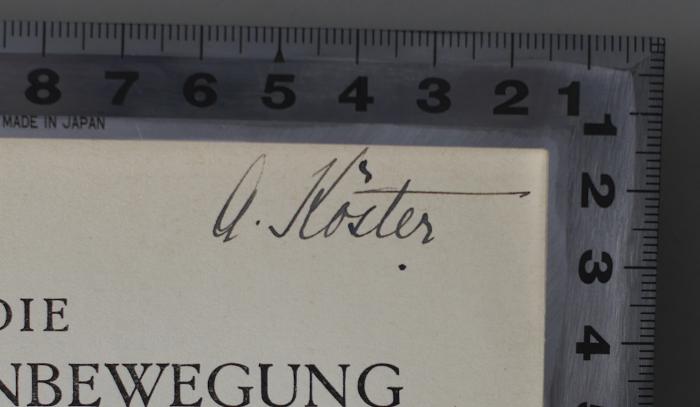 8 7 6 5 4 3 2 1
MADE IN JAPAN
1
2
3
4
A. Köster
DIE
NBEWEGUNG